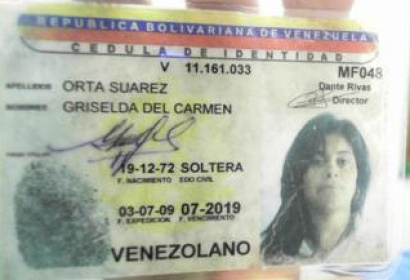 REPUBLICA BOLIVARIANA DE VENEZUELA
CEDULA DE IDENTIDAD
V 11.161.033
MF048
APELLIDOS ORTA SUAREZ
Dante Rivas
Director
NOMBRES GRISELDA DEL CARMEN
19-12-72 SOLTERA
F. NACIMIENTO EDO CIVIL
03-07-09 07-2019
F. EXPEDICION F. VENCIMIENTO
VENEZOLANO